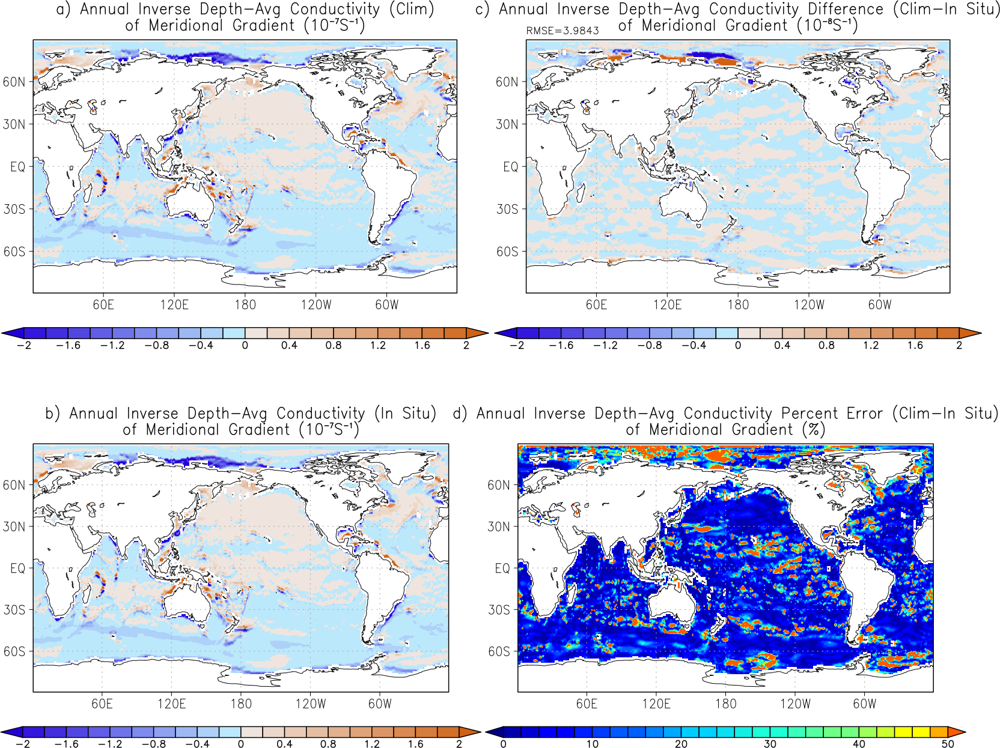 a) Annual Inverse Depth-Avg Conductivity (Clim)
of Meridional Gradient (10⁻⁷S⁻¹)
60N
30N
EQ
30S
60S
60E 120E 180 120W 60W
-2 -1.6 -1.2 -0.8 -0.4 0 0.4 0.8 1.2 1.6 2
c) Annual Inverse Depth-Avg Conductivity Difference (Clim-In Situ)
of Meridional Gradient (10⁻⁸S⁻¹)
RMSE=3.9843
60N
30N
EQ
30S
60S
60E 120E 180 120W 60W
-2 -1.6 -1.2 -0.8 -0.4 0 0.4 0.8 1.2 1.6 2
b) Annual Inverse Depth-Avg Conductivity (In Situ)
of Meridional Gradient (10⁻⁷S⁻¹)
60N
30N
EQ
30S
60S
60E 120E 180 120W 60W
-2 -1.6 -1.2 -0.8 -0.4 0 0.4 0.8 1.2 1.6 2
d) Annual Inverse Depth-Avg Conductivity Percent Error (Clim-In Situ)
of Meridional Gradient (%)
60N
30N
EQ
30S
60S
60E 120E 180 120W 60W
0 10 20 30 40 50